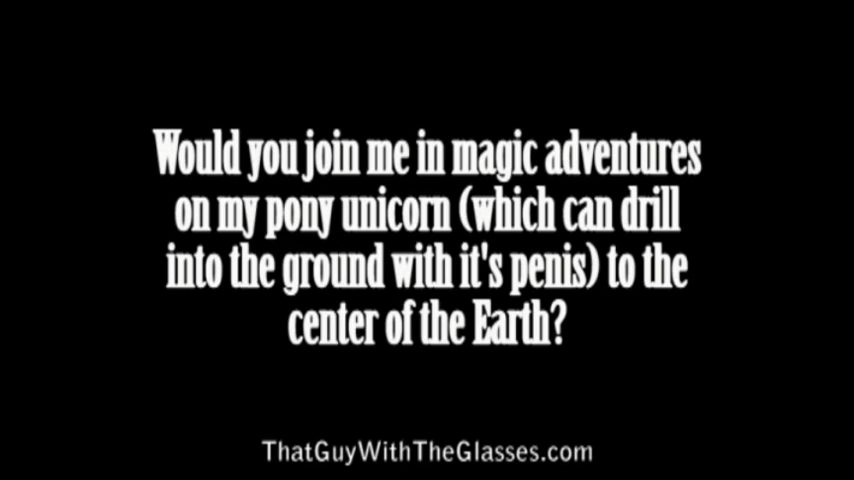 Would you join me in magic adventures
on my pony unicorn (which can drill
into the ground with it's penis) to the
center of the Earth?
ThatGuyWithTheGlasses.com